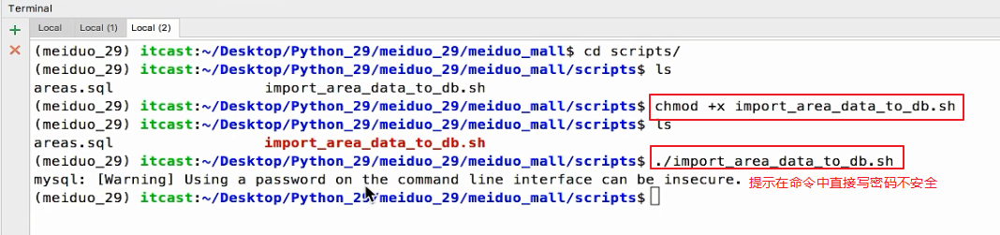 Terminal
Local Local (1) Local (2)
(meiduo_29) itcast:~/Desktop/Python_29/meiduo_29/meiduo_mall$ cd scripts/
(meiduo_29) itcast:~/Desktop/Python_29/meiduo_29/meiduo_mall/scripts$ ls
areas.sql import_area_data_to_db.sh
(meiduo_29) itcast:~/Desktop/Python_29/meiduo_29/meiduo_mall/scripts$ chmod +x import_area_data_to_db.sh
(meiduo_29) itcast:~/Desktop/Python_29/meiduo_29/meiduo_mall/scripts$ ls
areas.sql import_area_data_to_db.sh
(meiduo_29) itcast:~/Desktop/Python_29/meiduo_29/meiduo_mall/scripts$ ./import_area_data_to_db.sh
mysql: [Warning] Using a password on the command line interface can be insecure. 提示在命令中直接写密码不安全
(meiduo_29) itcast:~/Desktop/Python_29/meiduo_29/meiduo_mall/scripts$